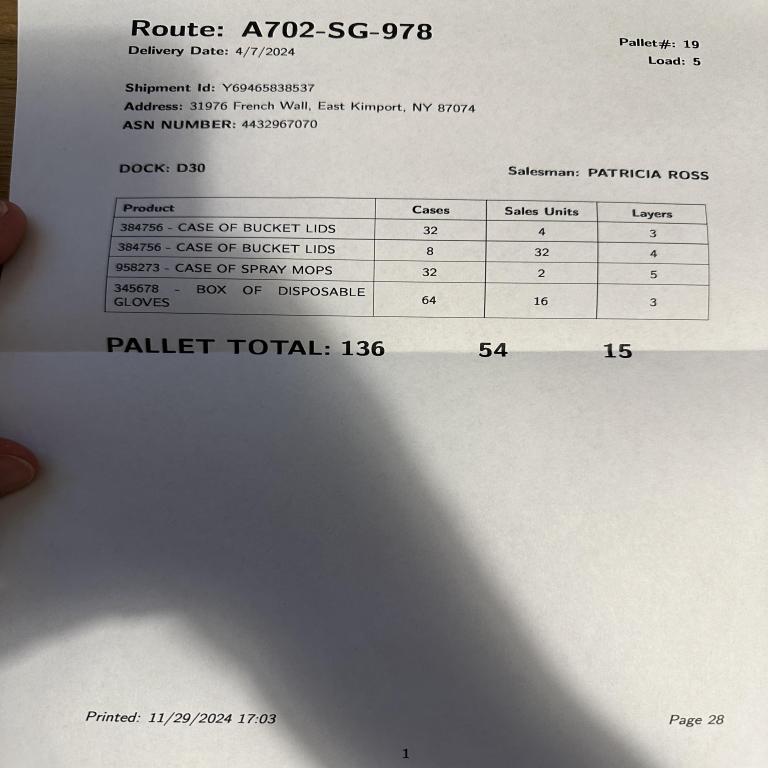 Route: A702-SG-978
Delivery Date: 4/7/2024
Pallet#: 19
Load: 5
Shipment Id: Y69465838537
Address: 31976 French Wall, East Kimport, NY 87074
ASN NUMBER: 4432967070
DOCK: D30 Salesman: PATRICIA ROSS
Product Cases Sales Units Layers
384756 - CASE OF BUCKET LIDS 32 4 3
384756 - CASE OF BUCKET LIDS 8 32 4
958273 - CASE OF SPRAY MOPS 32 2 5
345678 - BOX OF DISPOSABLE
GLOVES 64 16 3
PALLET TOTAL: 136 54 15
Printed: 11/29/2024 17:03 Page 28
1